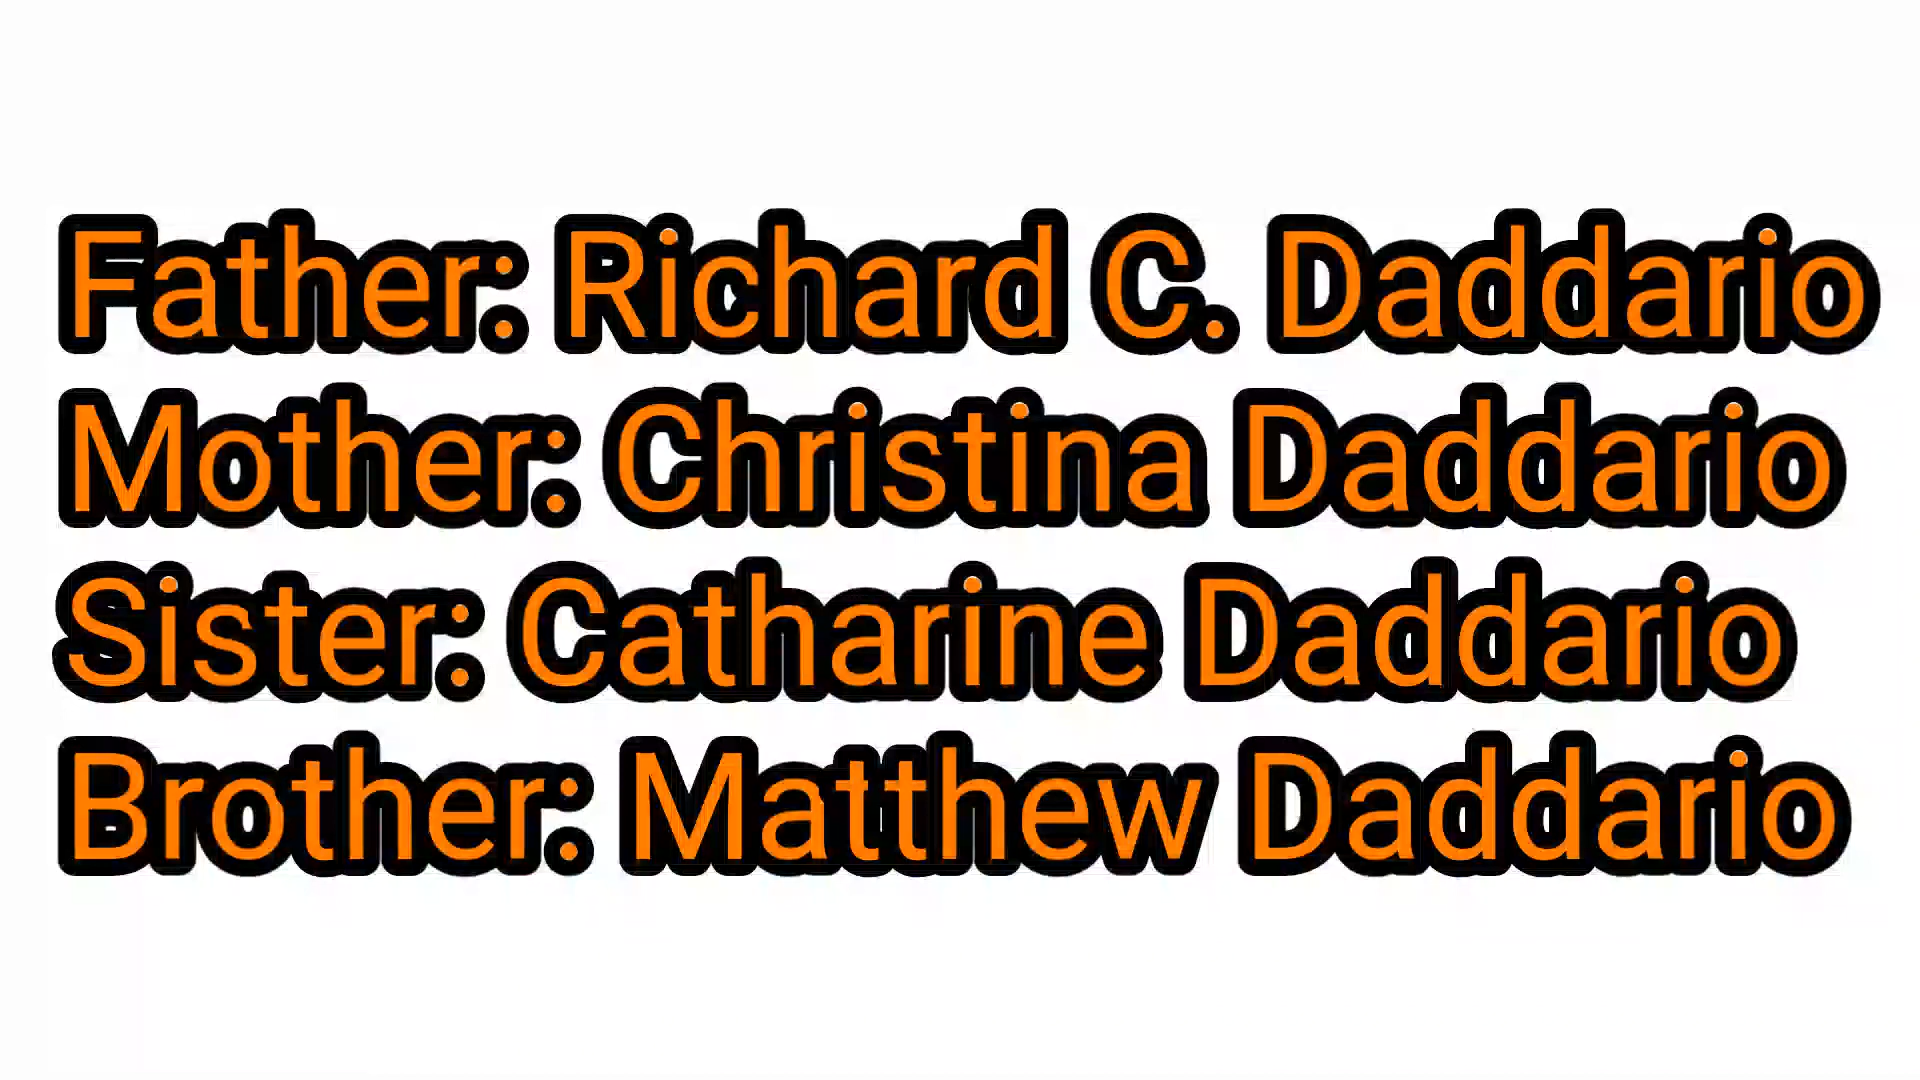 Father: Richard C. Daddario
Mother: Christina Daddario
Sister: Catharine Daddario
Brother: Matthew Daddario